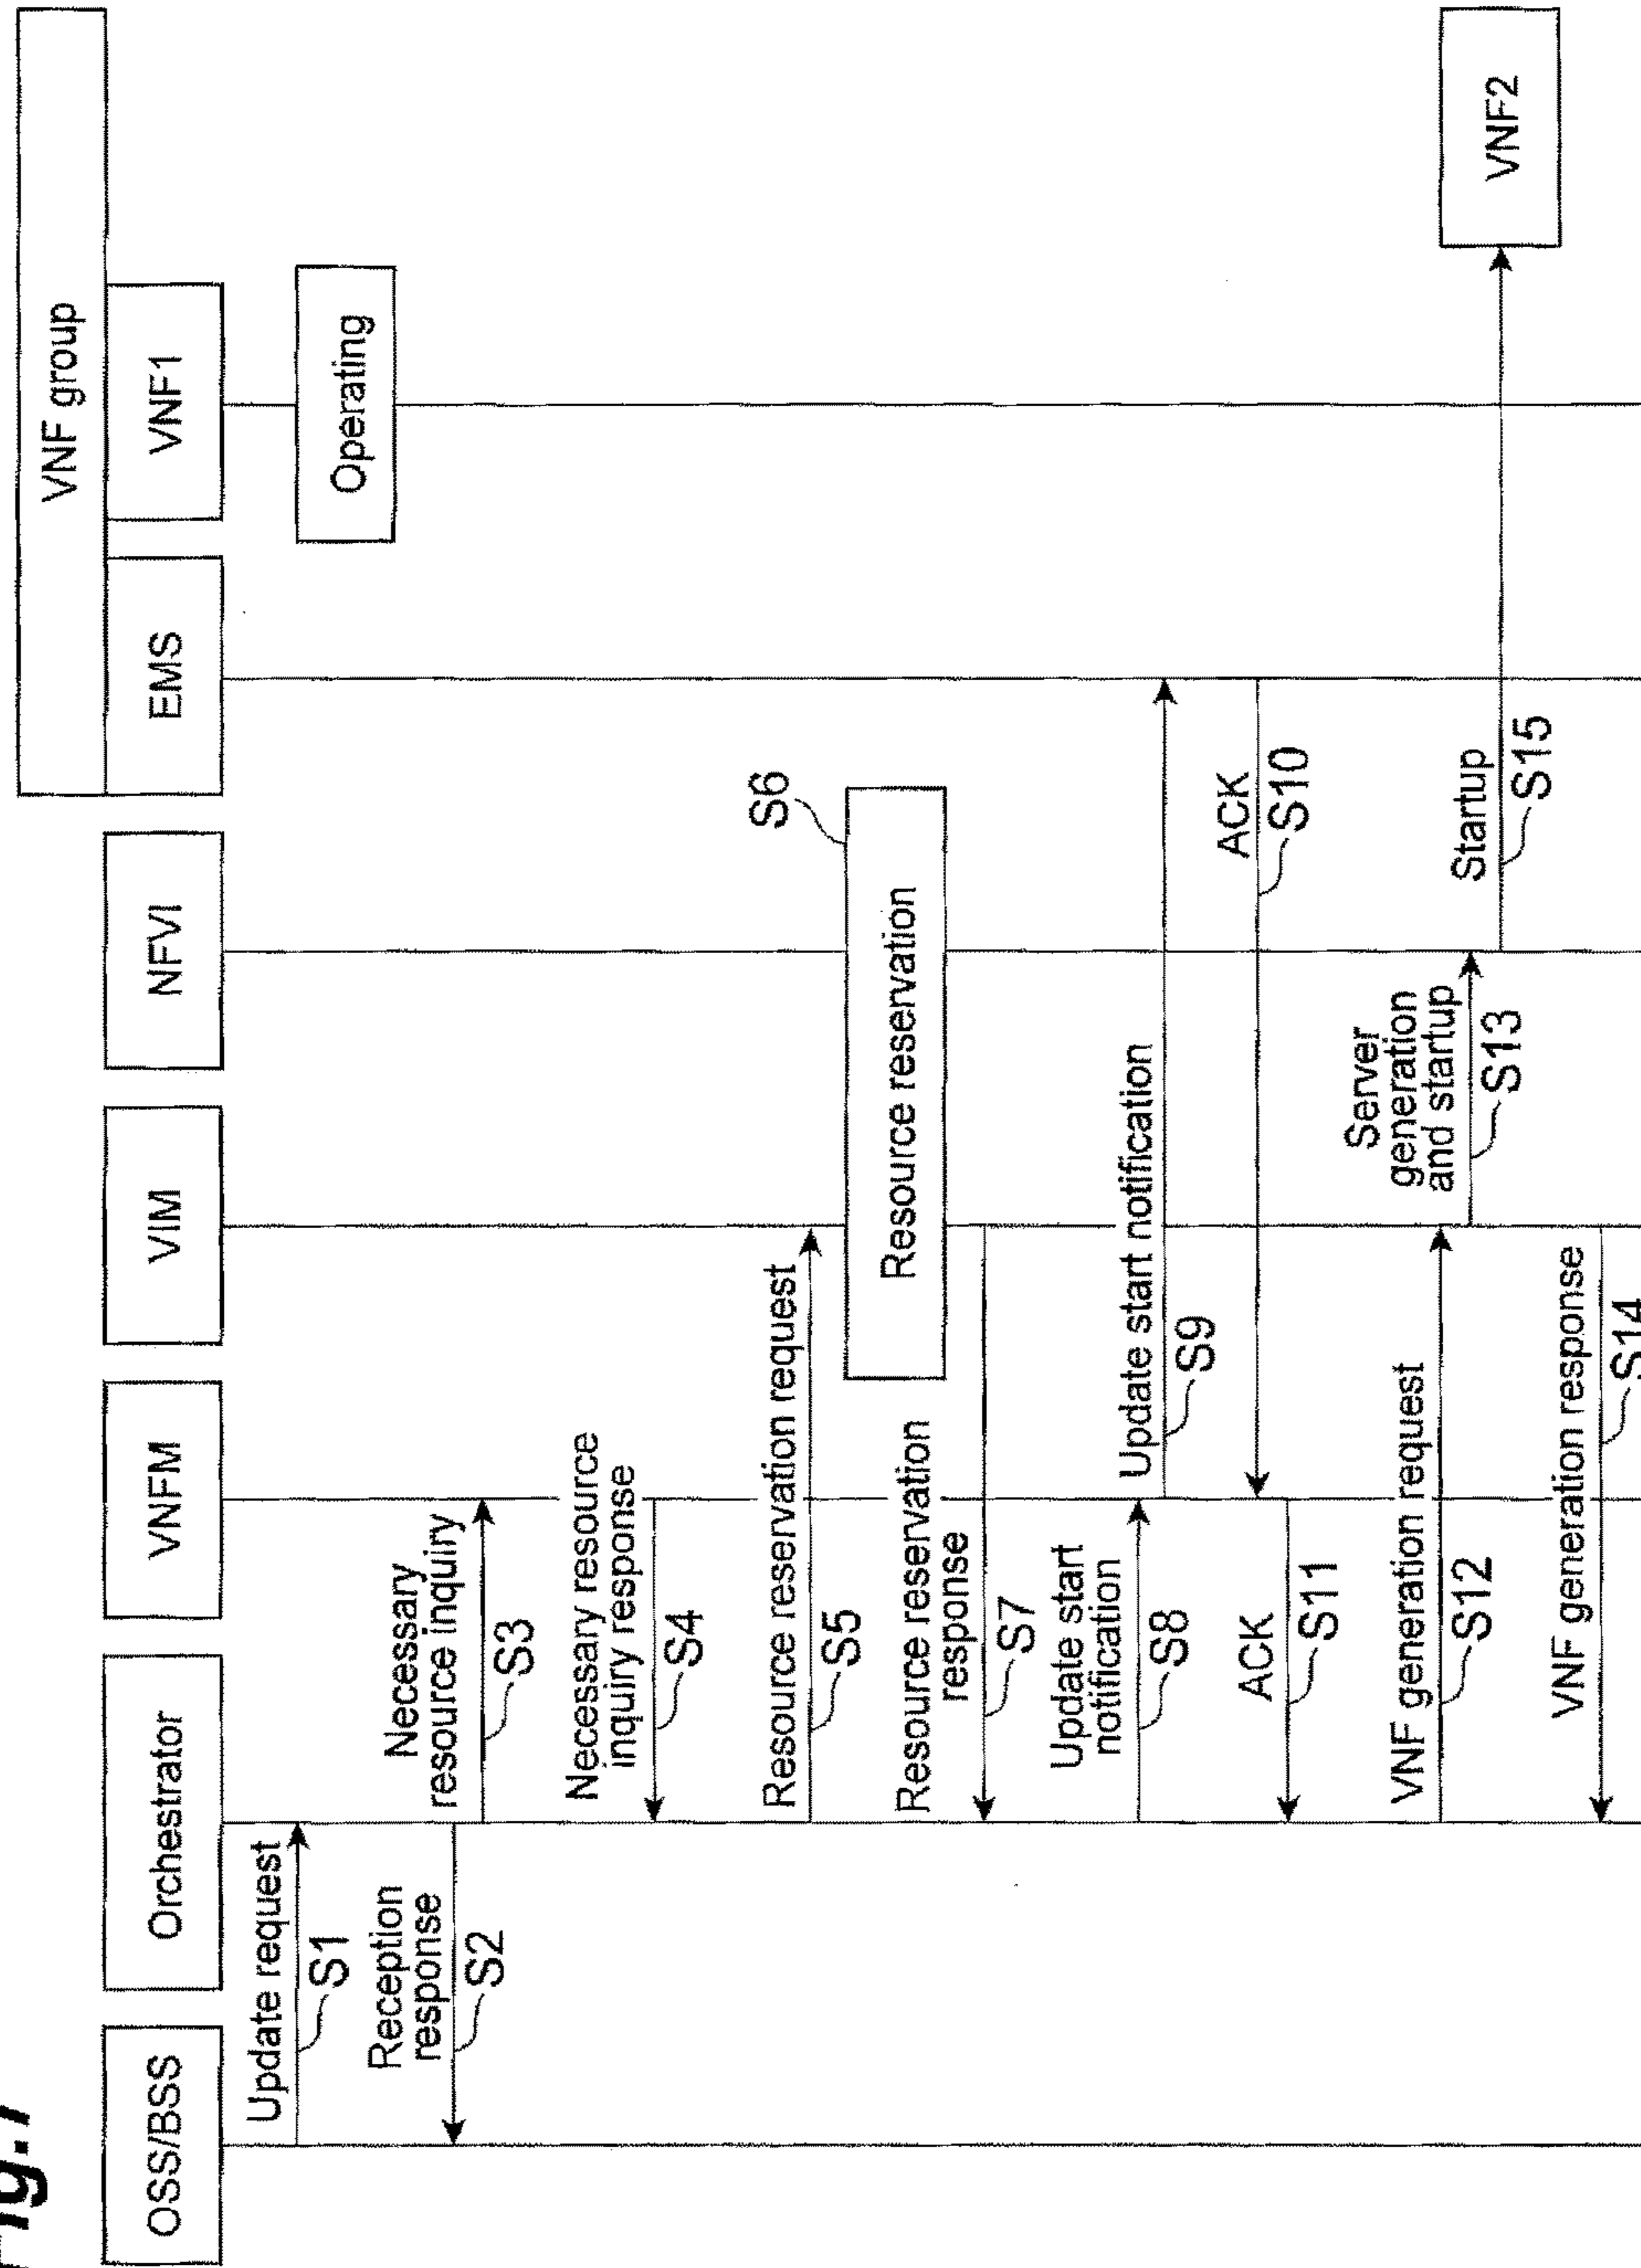 Fig.7
VNF group
OSS/BSS
Orchestrator
VNFM
VIM
NFVI
EMS
VNF1
Operating
Update request
S1
Reception
response
S2
Necessary
resource inquiry
S3
Necessary resource
inquiry response
S4
Resource reservation request
S5
S6
Resource reservation
Resource reservation
response
S7
Update start
notification
S8
Update start notification
S9
ACK
S10
ACK
S11
VNF generation request
S12
Server
generation
and startup
S13
Startup
S15
VNF2
VNF generation response
S14